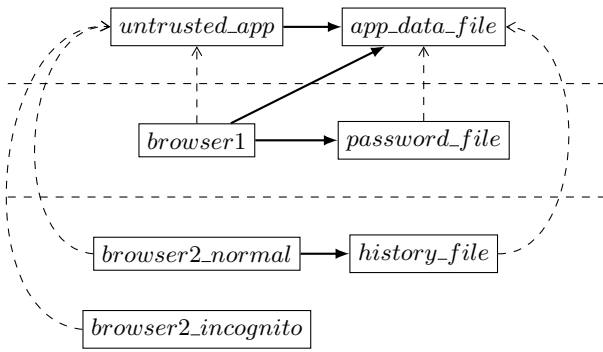 untrusted_app app_data_file
browser1 password_file
browser2_normal history_file
browser2_incognito